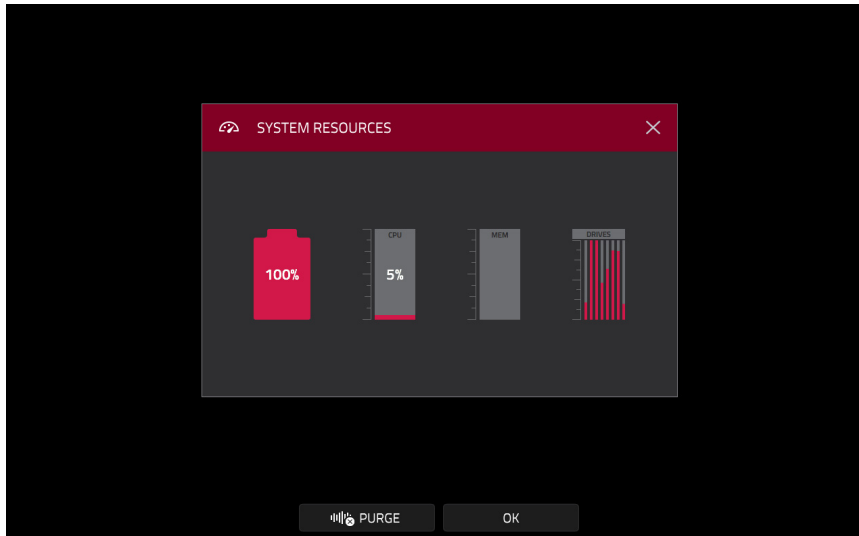 SYSTEM RESOURCES
100%
CPU
5%
MEM
DRIVES
PURGE
OK